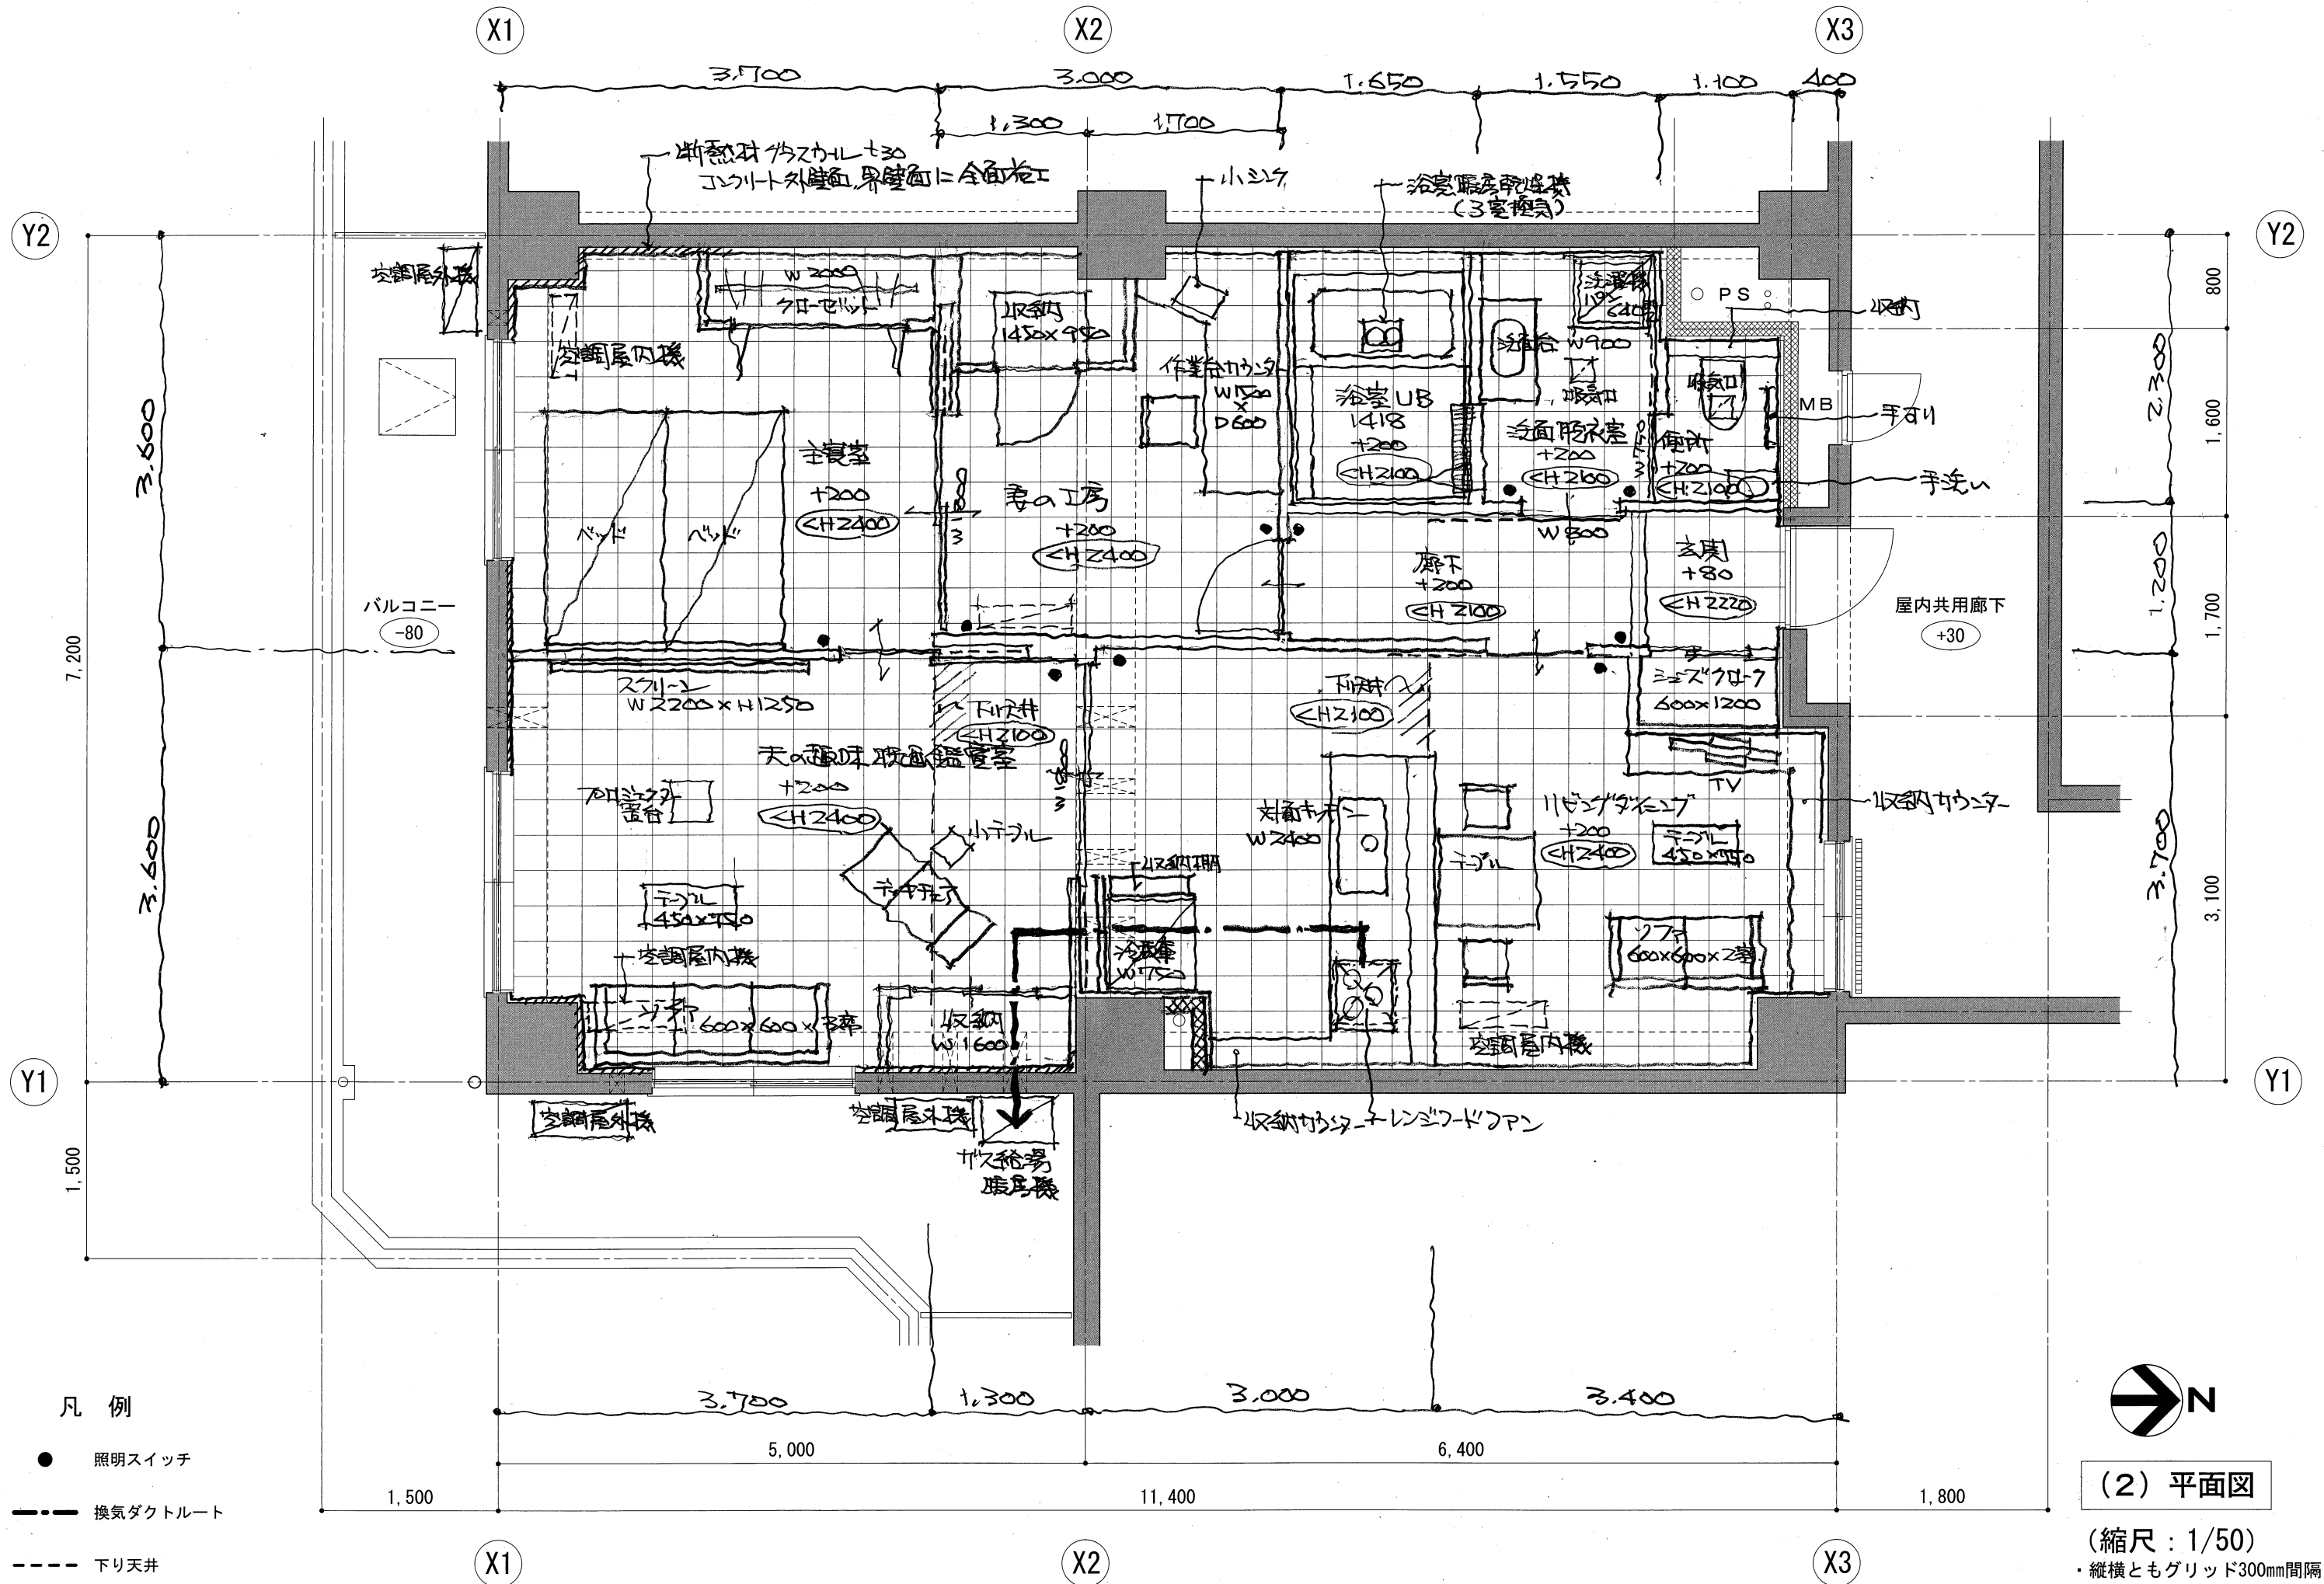 X1
X2
X3
3.700
3.000
1.650
1.550
1.100
400
1,300
1,700
断熱材グラスウール t30
コンクリート外壁面、界壁面に全面施工
小シンク
浴室暖房乾燥機
(3室換気)
Y2
Y2
空調屋外機
W2000
クローゼット
収納
1450×950
洗濯機
パン
640
PS
収納
800
空調屋内機
作業台カウンター
W1500
×
D600
洗面台 W900
吸気口
吸気口
MB
手すり
2,300
1,600
浴室UB
1418
+200
<H2100
洗面脱衣室
+200
<H2100
W750
便所
+200
<H2100
手洗い
3.600
主寝室
+200
<H2400
ベッド
ベッド
妻の工房
+200
<H2400
W800
廊下
+200
<H2100
玄関
+80
<H2220
バルコニー
-80
屋内共用廊下
+30
1,200
1,700
7,200
スクリーン
W2200×H1250
下り天井
<H2100
下り天井
<H2100
シューズクローク
600×1200
夫の趣味・映画鑑賞室
+200
<H2400
プロジェクター
置台
小テーブル
デッキチェア
テーブル
450×750
空調屋内機
ソファ
600×600×3席
収納
W1600
対面キッチン
W2400
収納棚
冷蔵庫
W750
テーブル
リビングダイニング
+200
<H2400
TV
収納カウンター
テーブル
450×750
ソファ
600×600×2席
空調屋内機
3.600
3.700
3,100
Y1
Y1
空調屋外機
空調屋外機
ガス給湯
暖房機
収納カウンター
レンジフードファン
1,500
3.700
1,300
3.000
3.400
5,000
6,400
1,500
11,400
1,800
X1
X2
X3
凡 例
照明スイッチ
換気ダクトルート
下り天井
N
(2) 平面図
(縮尺：1/50)
・縦横ともグリッド300mm間隔